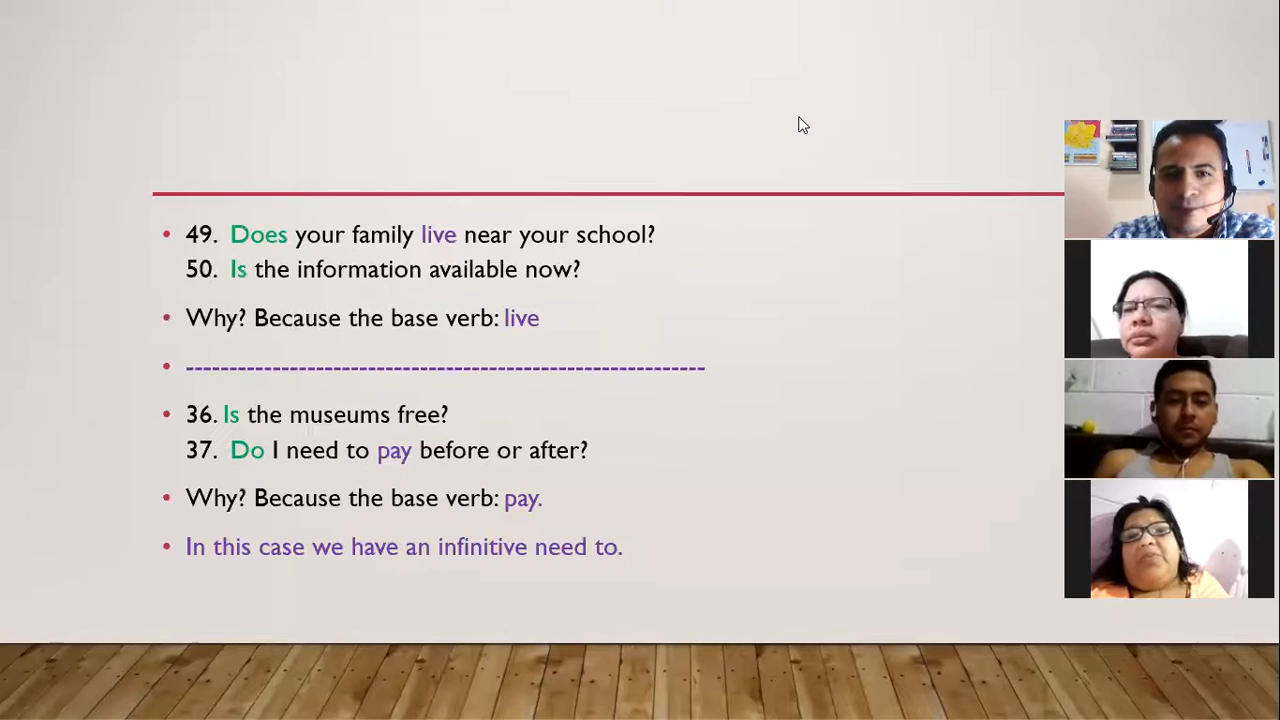 • 49. Does your family live near your school?
50. Is the information available now?
• Why? Because the base verb: live
• -----------------------------------------------------------
• 36. Is the museums free?
37. Do I need to pay before or after?
• Why? Because the base verb: pay.
• In this case we have an infinitive need to.